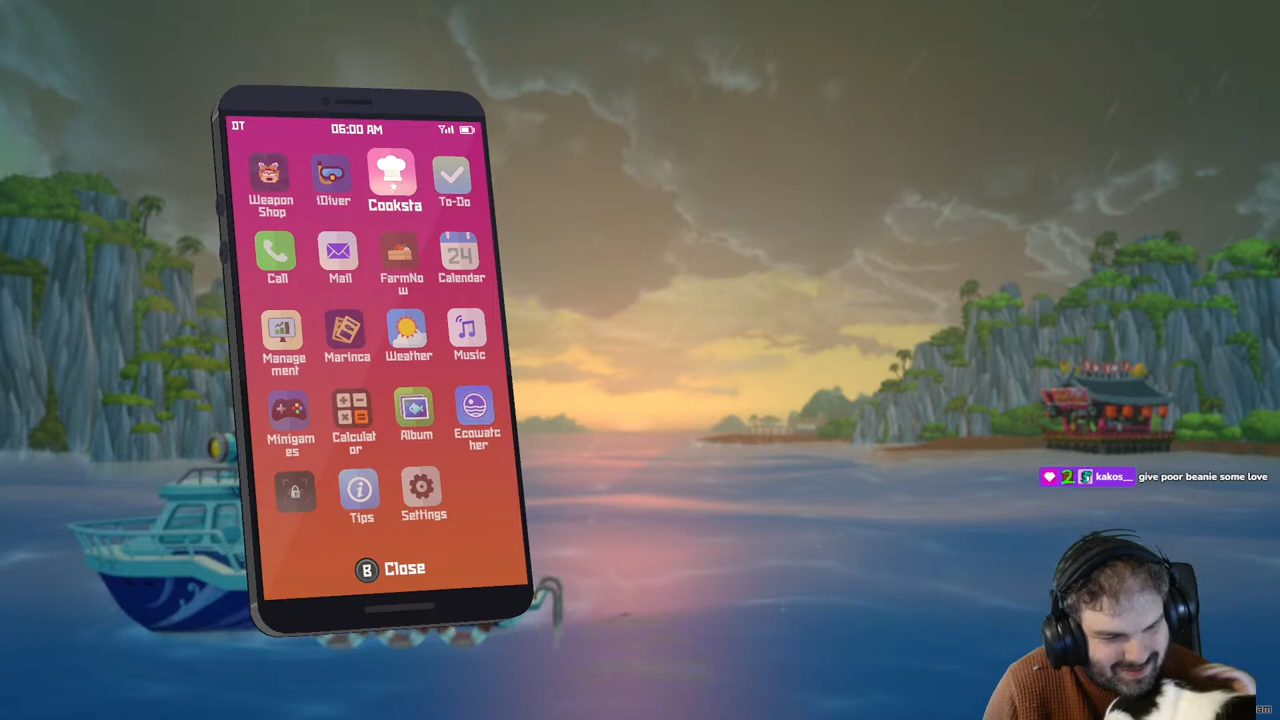 DT
06:00 AM
Weapon
Shop
iDiver
Cooksta
To-Do
Call
Mail
FarmNo
w
24
Calendar
Manage
ment
Marinca
Weather
Music
Minigam
es
Calculat
or
Album
Ecowatc
her
Tips
Settings
B Close
2 kakos__ give poor beanie some love
am